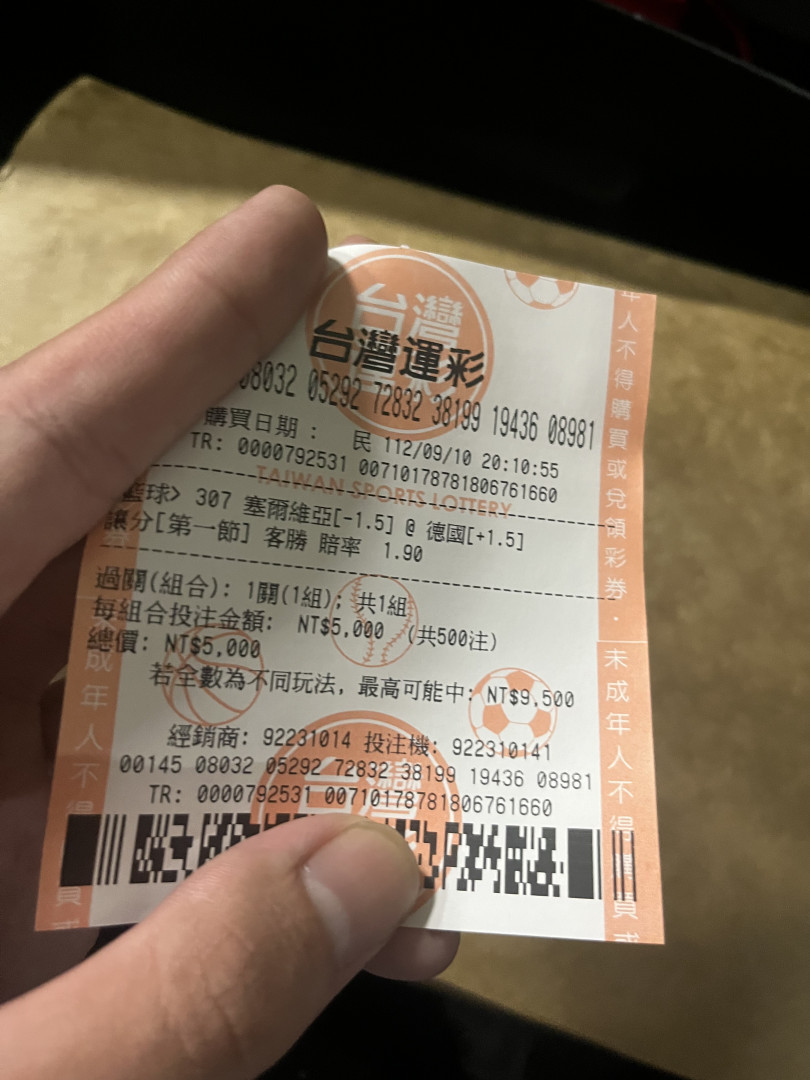 台灣
台灣運彩
08032 05292 72832 38199 19436 08981
購買日期: 民 112/09/10 20:10:55
TR: 0000792531 00710178781806761660
TAIWAN SPORTS LOTTERY
籃球> 307 塞爾維亞[-1.5] @ 德國[+1.5]
讓分[第一節] 客勝 賠率 1.90
過關(組合): 1關(1組); 共1組
每組合投注金額: NT$5,000 (共500注)
總價: NT$5,000
若全數為不同玩法, 最高可能中: NT$9,500
經銷商: 92231014 投注機: 922310141
00145 08032 05292 72832 38199 19436 08981
TR: 0000792531 00710178781806761660
年人不得購買或兌領彩券．未成年人不得購買或
成年人不得